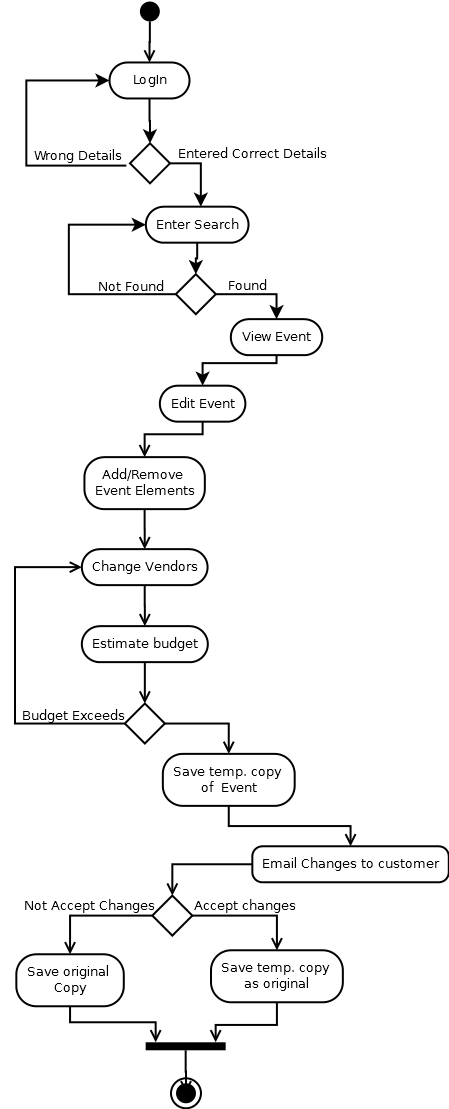 LogIn
Wrong Details
Entered Correct Details
Enter Search
Not Found
Found
View Event
Edit Event
Add/Remove
Event Elements
Change Vendors
Estimate budget
Budget Exceeds
Save temp. copy
of Event
Email Changes to customer
Not Accept Changes
Accept changes
Save original
Copy
Save temp. copy
as original